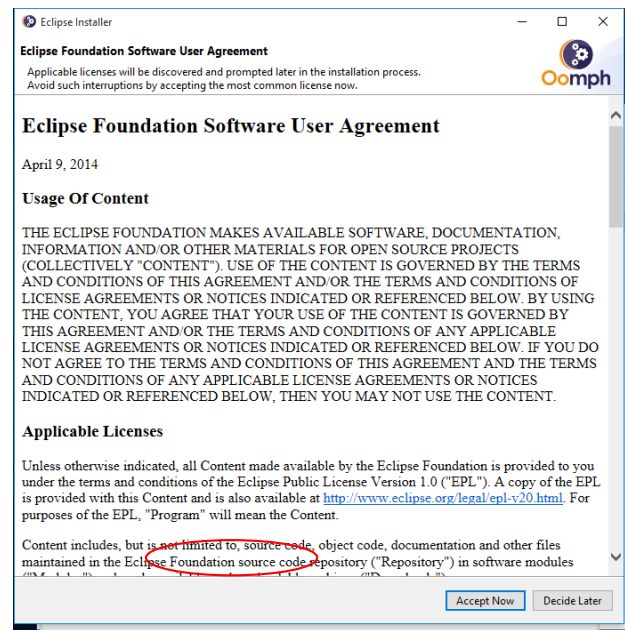 Eclipse Installer
Eclipse Foundation Software User Agreement
Applicable licenses will be discovered and prompted later in the installation process.
Avoid such interruptions by accepting the most common license now.
Oomph
Eclipse Foundation Software User Agreement
April 9, 2014
Usage Of Content
THE ECLIPSE FOUNDATION MAKES AVAILABLE SOFTWARE, DOCUMENTATION,
INFORMATION AND/OR OTHER MATERIALS FOR OPEN SOURCE PROJECTS
(COLLECTIVELY "CONTENT"). USE OF THE CONTENT IS GOVERNED BY THE TERMS
AND CONDITIONS OF THIS AGREEMENT AND/OR THE TERMS AND CONDITIONS OF
LICENSE AGREEMENTS OR NOTICES INDICATED OR REFERENCED BELOW. BY USING
THE CONTENT, YOU AGREE THAT YOUR USE OF THE CONTENT IS GOVERNED BY
THIS AGREEMENT AND/OR THE TERMS AND CONDITIONS OF ANY APPLICABLE
LICENSE AGREEMENTS OR NOTICES INDICATED OR REFERENCED BELOW. IF YOU DO
NOT AGREE TO THE TERMS AND CONDITIONS OF THIS AGREEMENT AND THE TERMS
AND CONDITIONS OF ANY APPLICABLE LICENSE AGREEMENTS OR NOTICES
INDICATED OR REFERENCED BELOW, THEN YOU MAY NOT USE THE CONTENT.
Applicable Licenses
Unless otherwise indicated, all Content made available by the Eclipse Foundation is provided to you
under the terms and conditions of the Eclipse Public License Version 1.0 ("EPL"). A copy of the EPL
is provided with this Content and is also available at http://www.eclipse.org/legal/epl-v20.html. For
purposes of the EPL, "Program" will mean the Content.
Content includes, but is not limited to, source code, object code, documentation and other files
maintained in the Eclipse Foundation source code repository ("Repository") in software modules
Accept Now
Decide Later